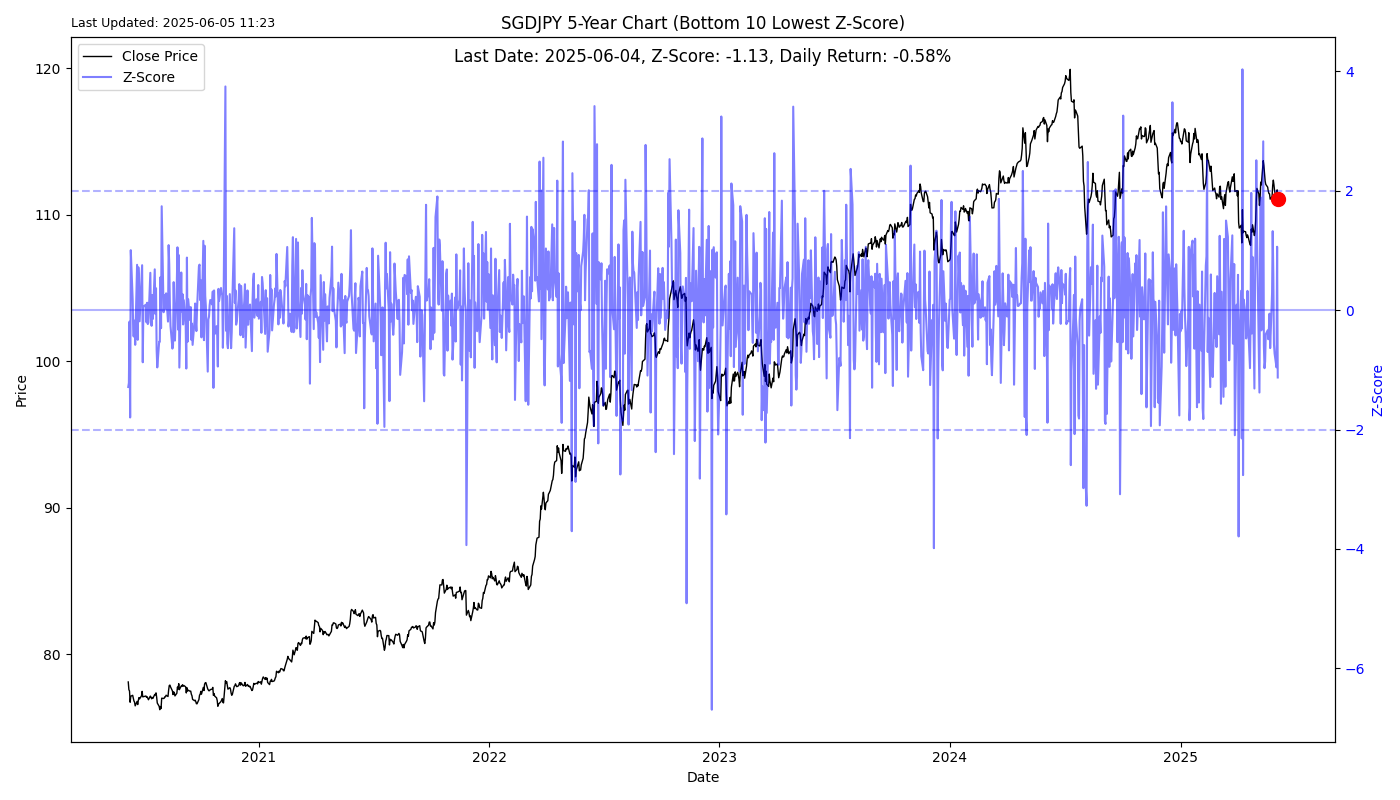 Last Updated: 2025-06-05 11:23
SGDJPY 5-Year Chart (Bottom 10 Lowest Z-Score)
Last Date: 2025-06-04, Z-Score: -1.13, Daily Return: -0.58%
Close Price
Z-Score
120
110
100
90
80
Price
4
2
0
−2
−4
−6
Z-Score
2021
2022
2023
2024
2025
Date